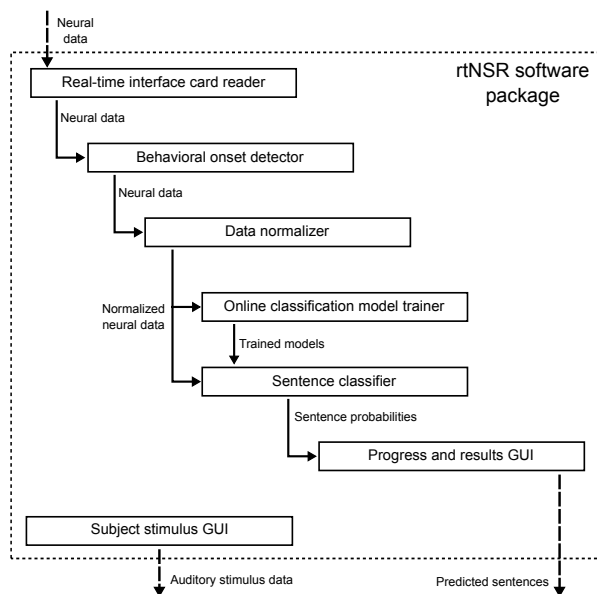 Neural
data
rtNSR software
package
Real-time interface card reader
Neural data
Behavioral onset detector
Neural data
Data normalizer
Normalized
neural data
Online classification model trainer
Trained models
Sentence classifier
Sentence probabilities
Progress and results GUI
Subject stimulus GUI
Auditory stimulus data
Predicted sentences